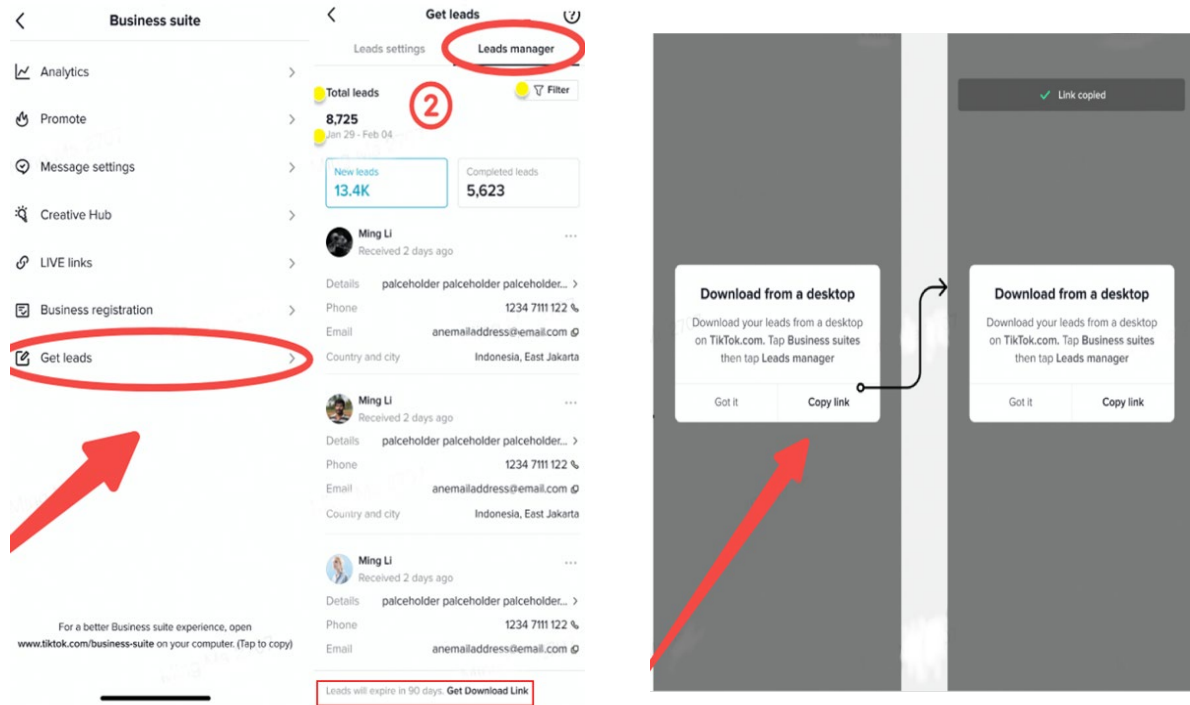 Business suite
Analytics
Promote
Message settings
Creative Hub
LIVE links
Business registration
Get leads
For a better Business suite experience, open
www.tiktok.com/business-suite on your computer. (Tap to copy)
Get leads
Leads settings
Leads manager
Total leads
Filter
2
8,725
Jan 29 - Feb 04
New leads
13.4K
Completed leads
5,623
Ming Li
Received 2 days ago
Details palceholder palceholder palceholder...
Phone 1234 7111 122
Email anemailaddress@email.com
Country and city Indonesia, East Jakarta
Ming Li
Received 2 days ago
Details palceholder palceholder palceholder...
Phone 1234 7111 122
Email anemailaddress@email.com
Country and city Indonesia, East Jakarta
Ming Li
Received 2 days ago
Details palceholder palceholder palceholder...
Phone 1234 7111 122
Email anemailaddress@email.com
Leads will expire in 90 days. Get Download Link
Download from a desktop
Download your leads from a desktop
on TikTok.com. Tap Business suites
then tap Leads manager
Got it
Copy link
Link copied
Download from a desktop
Download your leads from a desktop
on TikTok.com. Tap Business suites
then tap Leads manager
Got it
Copy link